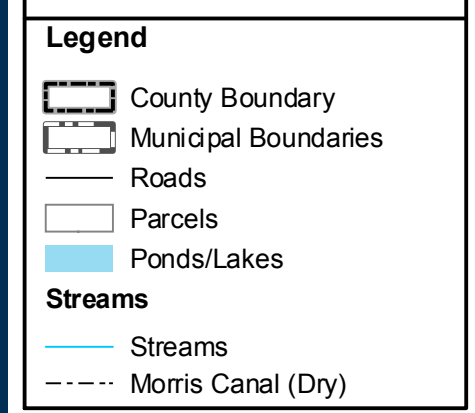 Legend
County Boundary
Municipal Boundaries
Roads
Parcels
Ponds/Lakes
Streams
Streams
Morris Canal (Dry)